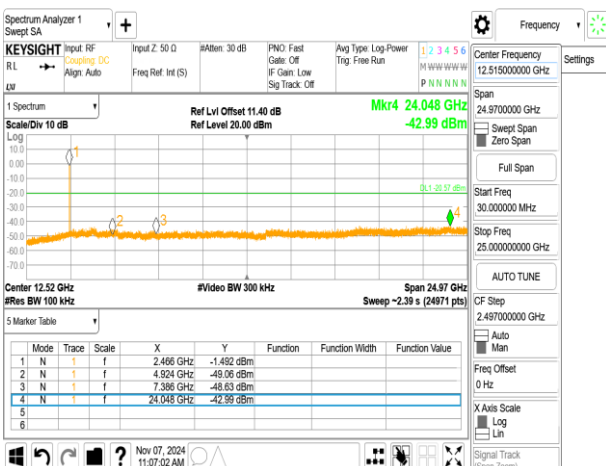 Spectrum Analyzer 1
Swept SA
Frequency
KEYSIGHT
RL
Input: RF
Coupling: DC
Align: Auto
Input Z: 50 Ω
Freq Ref: Int (S)
#Atten: 30 dB
PNO: Fast
Gate: Off
IF Gain: Low
Sig Track: Off
Avg Type: Log-Power
Trig: Free Run
1 2 3 4 5 6
M W W W W W
P N N N N N
1 Spectrum
Scale/Div 10 dB
Ref Lvl Offset 11.40 dB
Ref Level 20.00 dBm
Mkr4 24.048 GHz
-42.99 dBm
Log
10.0
0.00
-10.0
-20.0
-30.0
-40.0
-50.0
-60.0
-70.0
1
2
3
4
DL1 -20.57 dBm
Center 12.52 GHz
#Res BW 100 kHz
#Video BW 300 kHz
Span 24.97 GHz
Sweep ~2.39 s (24971 pts)
5 Marker Table
Mode Trace Scale X Y Function Function Width Function Value
1 N 1 f 2.466 GHz -1.492 dBm
2 N 1 f 4.924 GHz -49.06 dBm
3 N 1 f 7.386 GHz -48.63 dBm
4 N 1 f 24.048 GHz -42.99 dBm
5
6
Nov 07, 2024
11:07:02 AM
?
Center Frequency
12.515000000 GHz
Settings
Span
24.9700000 GHz
Swept Span
Zero Span
Full Span
Start Freq
30.000000 MHz
Stop Freq
25.000000000 GHz
AUTO TUNE
CF Step
2.497000000 GHz
Auto
Man
Freq Offset
0 Hz
X Axis Scale
Log
Lin
Signal Track
(Span Zoom)